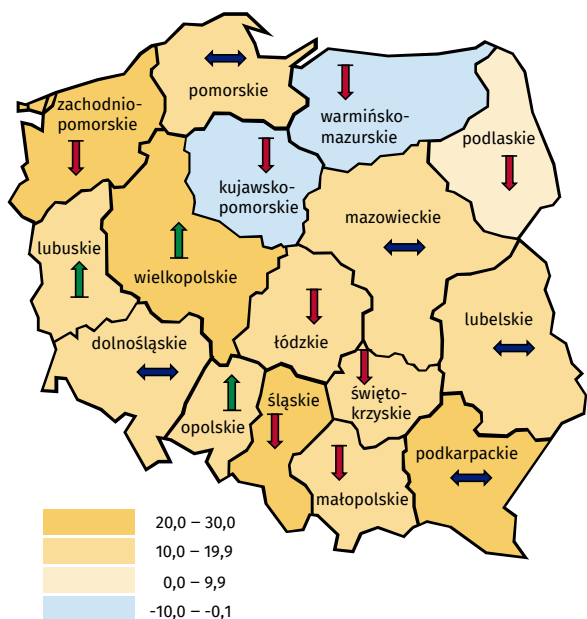 pomorskie
zachodnio-
pomorskie
warmińsko-
mazurskie
podlaskie
kujawsko-
pomorskie
mazowieckie
lubuskie
wielkopolskie
lubelskie
dolnośląskie
łódzkie
śląskie
święto-
krzyskie
opolskie
podkarpackie
małopolskie
20,0 – 30,0
10,0 – 19,9
0,0 – 9,9
-10,0 – -0,1